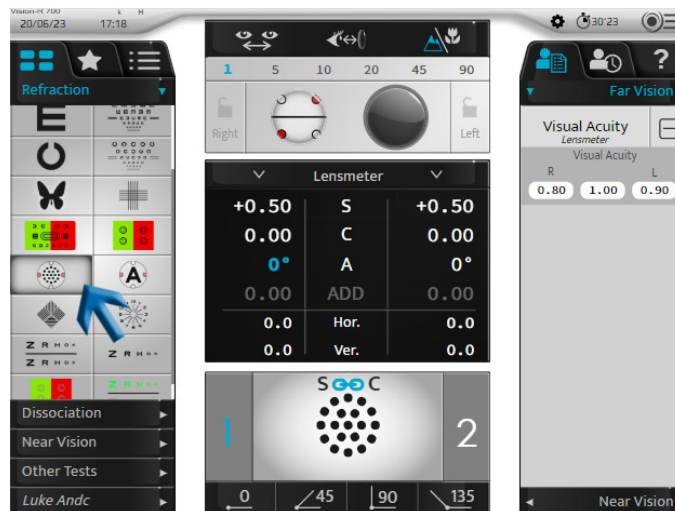 Vision-R 700
20/06/23 17:18
30'23
Refraction
E
A
Z R H O K
Z R H O K
Z R H O K
Dissociation
Near Vision
Other Tests
Luke Andc
1 5 10 20 45 90
Right Left
Lensmeter
+0.50 S +0.50
0.00 C 0.00
0° A 0°
0.00 ADD 0.00
0.0 Hor. 0.0
0.0 Ver. 0.0
S C
1 2
0 45 90 135
?
Far Vision
Visual Acuity
Lensmeter
Visual Acuity
R L
0.80 1.00 0.90
Near Vision